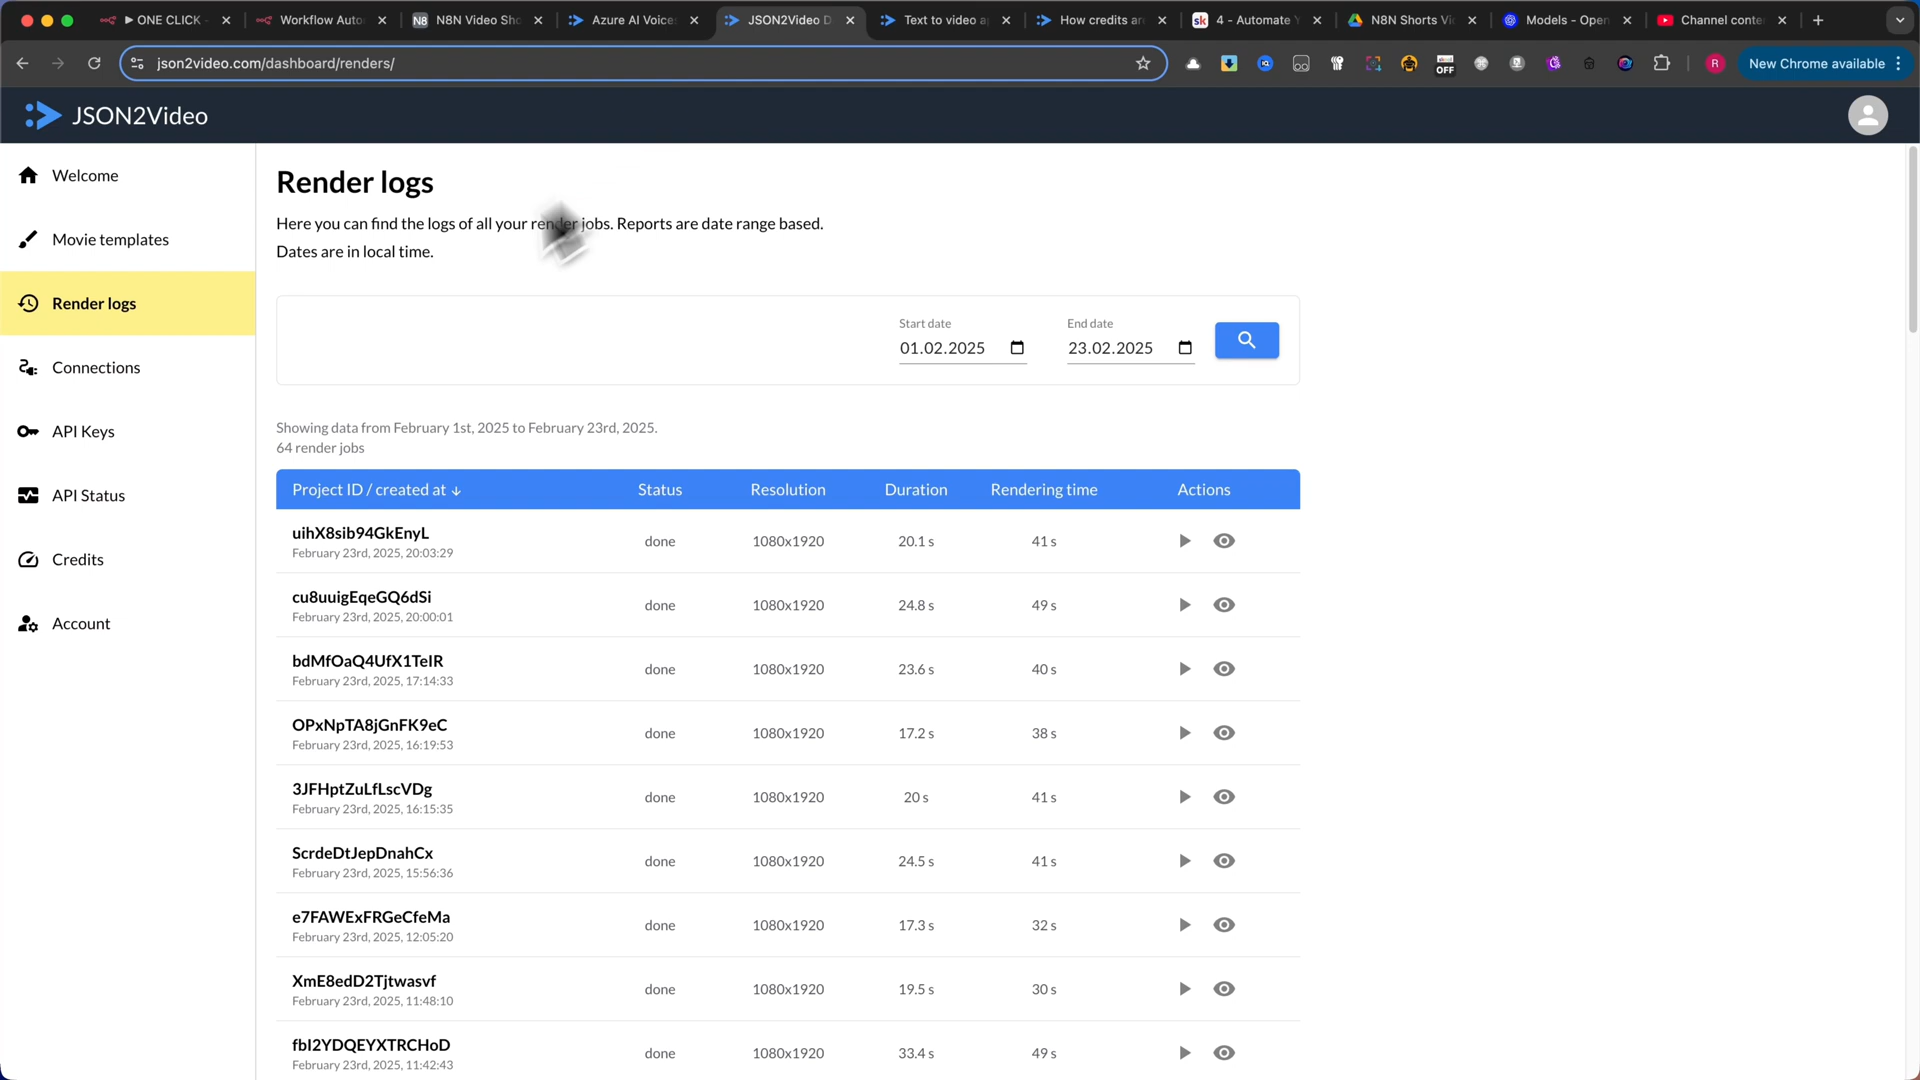 ONE CLICK
Workflow Auto
N8N Video Sho
Azure AI Voices
JSON2Video D
Text to video a
How credits ar
4 - Automate Y
N8N Shorts Vi
Models - Open
Channel conte
json2video.com/dashboard/renders/
OFF
R
New Chrome available
JSON2Video
Welcome
Movie templates
Render logs
Connections
API Keys
API Status
Credits
Account
Render logs
Here you can find the logs of all your render jobs. Reports are date range based.
Dates are in local time.
Start date
01.02.2025
End date
23.02.2025
Showing data from February 1st, 2025 to February 23rd, 2025.
64 render jobs
Project ID / created at ↓ Status Resolution Duration Rendering time Actions
uihX8sib94GkEnyL
February 23rd, 2025, 20:03:29
done 1080x1920 20.1 s 41 s
cu8uuigEqeGQ6dSi
February 23rd, 2025, 20:00:01
done 1080x1920 24.8 s 49 s
bdMfOaQ4UfX1TeIR
February 23rd, 2025, 17:14:33
done 1080x1920 23.6 s 40 s
OPxNpTA8jGnFK9eC
February 23rd, 2025, 16:19:53
done 1080x1920 17.2 s 38 s
3JFHptZuLfLscVDg
February 23rd, 2025, 16:15:35
done 1080x1920 20 s 41 s
ScrdeDtJepDnahCx
February 23rd, 2025, 15:56:36
done 1080x1920 24.5 s 41 s
e7FAWExFRGeCfeMa
February 23rd, 2025, 12:05:20
done 1080x1920 17.3 s 32 s
XmE8edD2Tjtwasvf
February 23rd, 2025, 11:48:10
done 1080x1920 19.5 s 30 s
fbI2YDQEYXTRCHoD
February 23rd, 2025, 11:42:43
done 1080x1920 33.4 s 49 s